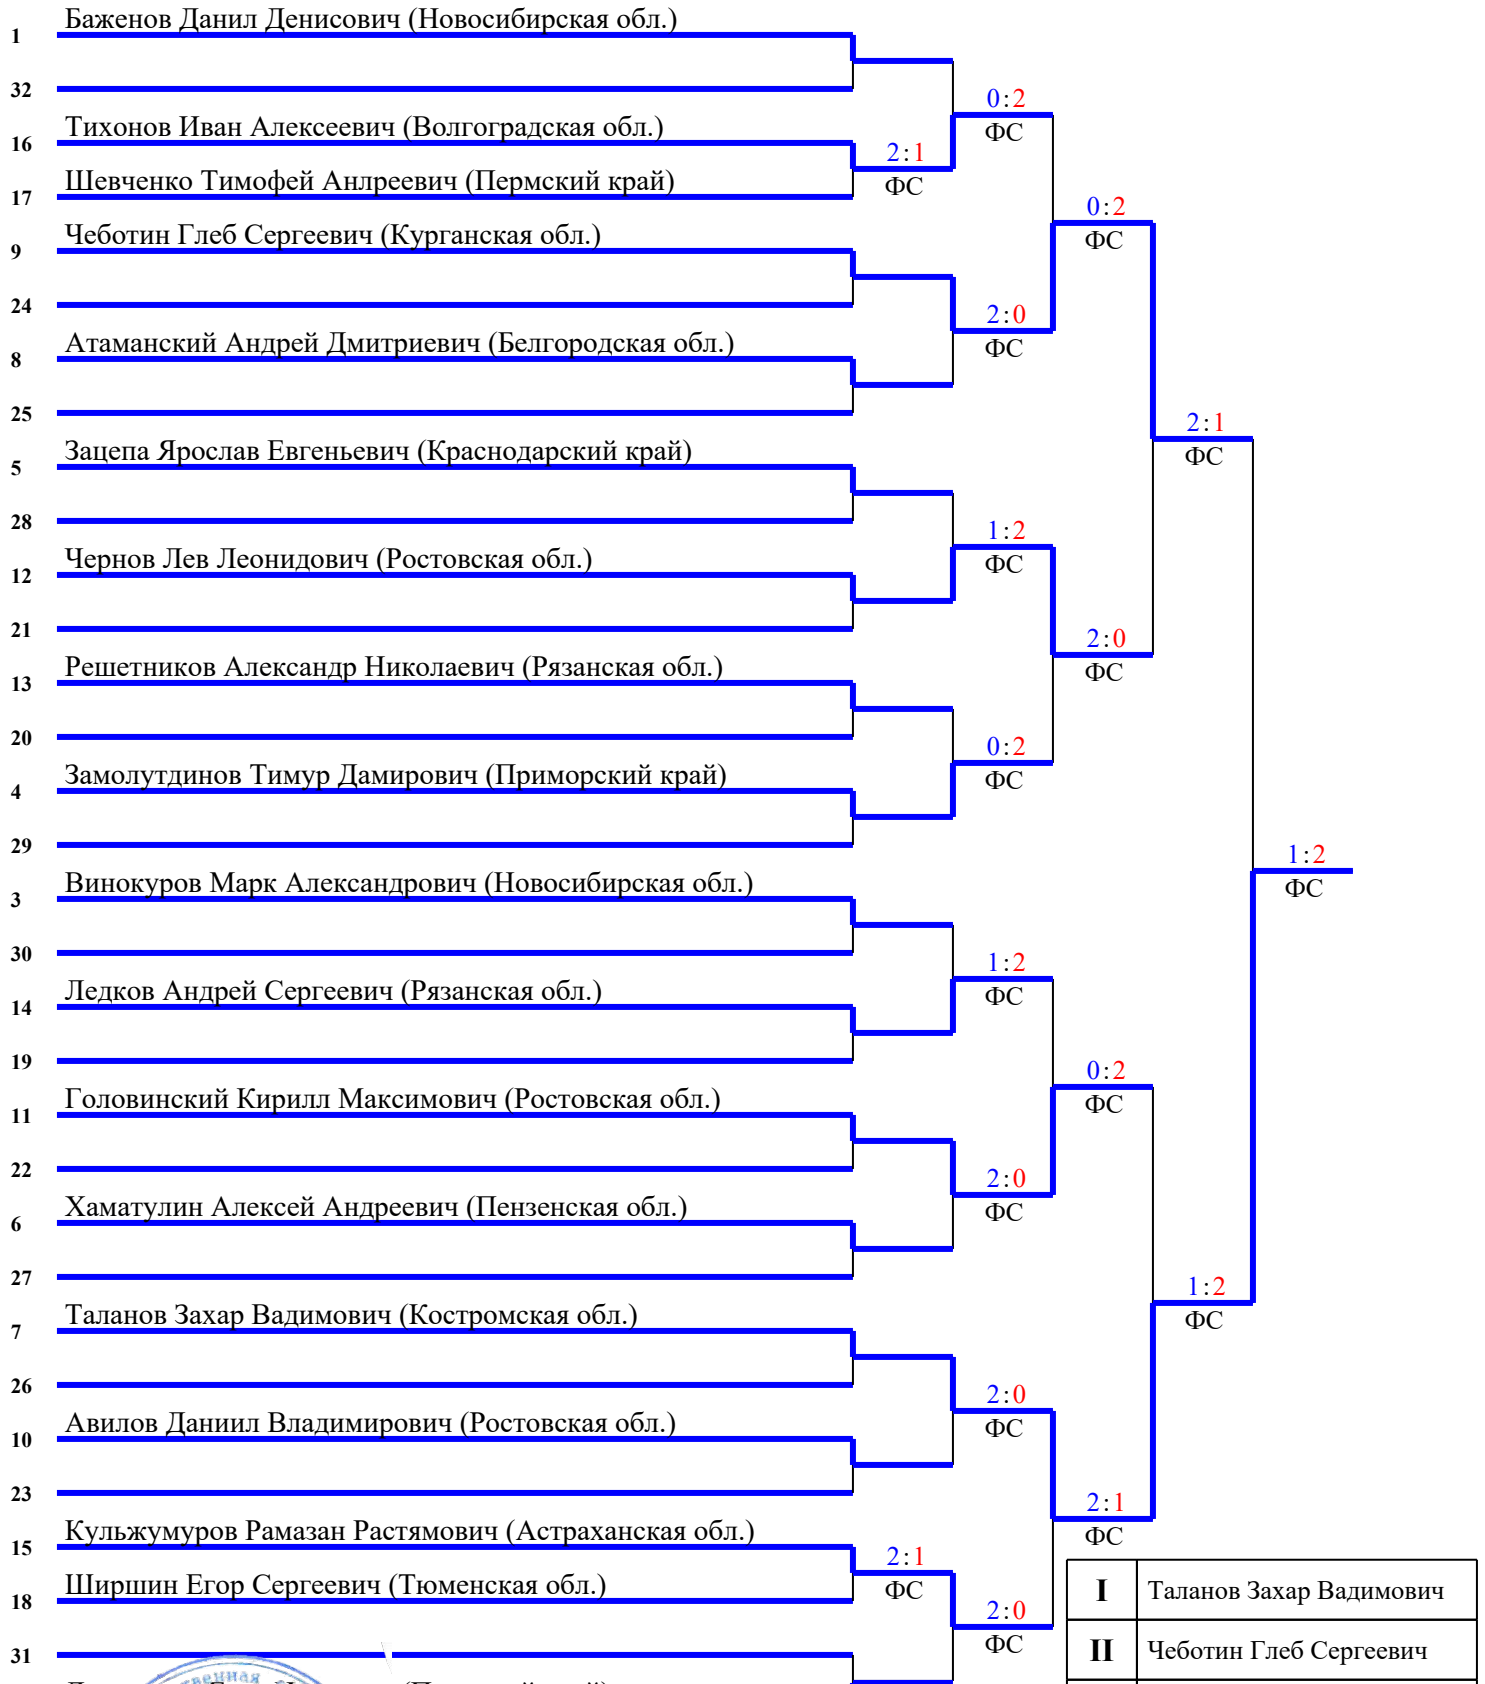 Баженов Данил Денисович (Новосибирская обл.)
1
32
0:2
Тихонов Иван Алексеевич (Волгоградская обл.)
ФС
16
2:1
Шевченко Тимофей Анлреевич (Пермский край)
ФС
17
0:2
Чеботин Глеб Сергеевич (Курганская обл.)
ФС
9
24
2:0
Атаманский Андрей Дмитриевич (Белгородская обл.)
ФС
8
25
2:1
Зацепа Ярослав Евгеньевич (Краснодарский край)
ФС
5
28
1:2
Чернов Лев Леонидович (Ростовская обл.)
ФС
12
21
2:0
Решетников Александр Николаевич (Рязанская обл.)
ФС
13
20
0:2
Замолутдинов Тимур Дамирович (Приморский край)
ФС
4
29
1:2
Винокуров Марк Александрович (Новосибирская обл.)
ФС
3
30
1:2
Ледков Андрей Сергеевич (Рязанская обл.)
ФС
14
19
0:2
Головинский Кирилл Максимович (Ростовская обл.)
ФС
11
22
2:0
Хаматулин Алексей Андреевич (Пензенская обл.)
ФС
6
27
1:2
Таланов Захар Вадимович (Костромская обл.)
ФС
7
26
2:0
Авилов Даниил Владимирович (Ростовская обл.)
ФС
10
23
2:1
Кульжумуров Рамазан Растямович (Астраханская обл.)
ФС
15
2:1
Ширшин Егор Сергеевич (Тюменская обл.)
ФС
18
I Таланов Захар Вадимович
2:0
ФС
31
II Чеботин Глеб Сергеевич